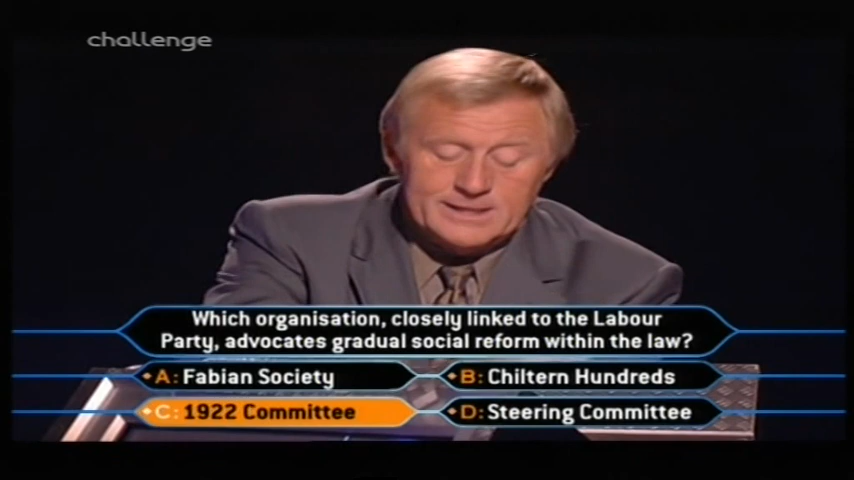 challenge
Which organisation, closely linked to the Labour
Party, advocates gradual social reform within the law?
A: Fabian Society
B: Chiltern Hundreds
C: 1922 Committee
D: Steering Committee